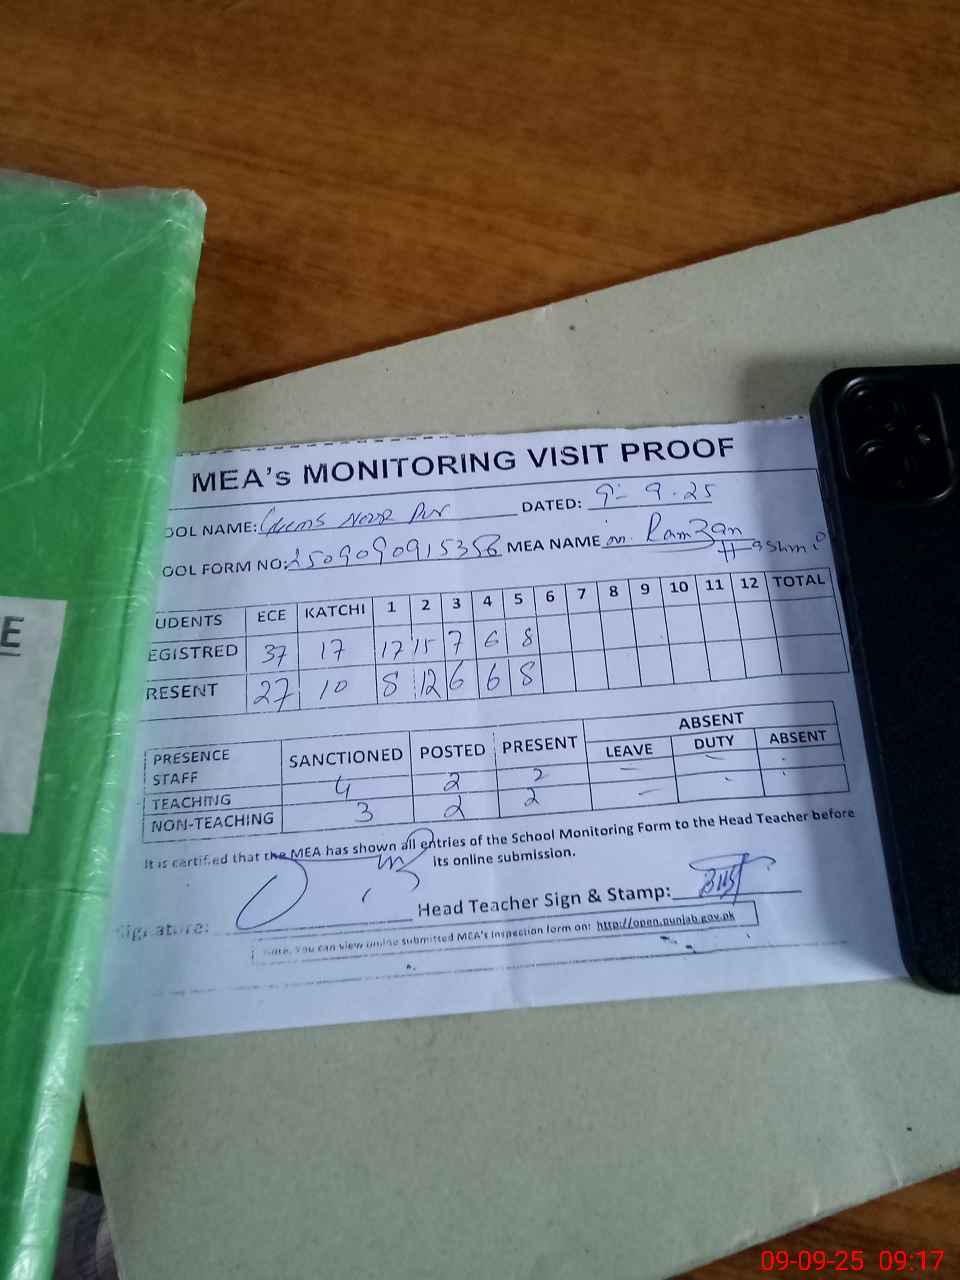 E
MEA's MONITORING VISIT PROOF
OOL NAME: Noor Pur DATED: 9-9-25
OOL FORM NO: 2509090915356 MEA NAME M. Ramzan
Hashmi
UDENTS ECE KATCHI 1 2 3 4 5 6 7 8 9 10 11 12 TOTAL
EGISTRED 37 17 17 15 7 6 8
RESENT 27 10 8 12 6 6 8
ABSENT
PRESENCE SANCTIONED POSTED PRESENT LEAVE DUTY ABSENT
STAFF
TEACHING 4 2 2 – –
NON-TEACHING 3 2 2 –
It is certified that the MEA has shown all entries of the School Monitoring Form to the Head Teacher before
its online submission.
Signature: Head Teacher Sign & Stamp:
Note. You can view online submitted MEA's inspection form on: http://open.punjab.gov.pk
09-09-25 09:17